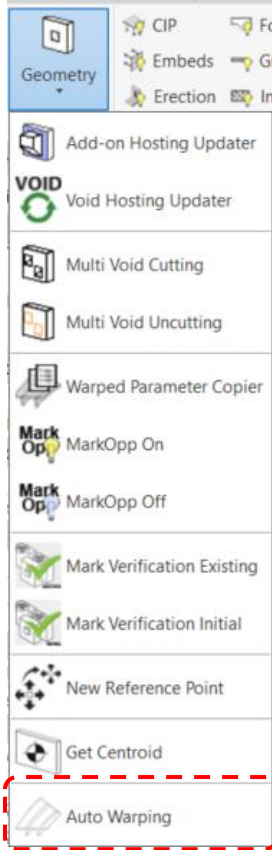 CIP
Geometry
Embeds
Erection
Add-on Hosting Updater
VOID
Void Hosting Updater
Multi Void Cutting
Multi Void Uncutting
Warped Parameter Copier
Mark
Op
MarkOpp On
Mark
Op
MarkOpp Off
Mark Verification Existing
Mark Verification Initial
New Reference Point
Get Centroid
Auto Warping